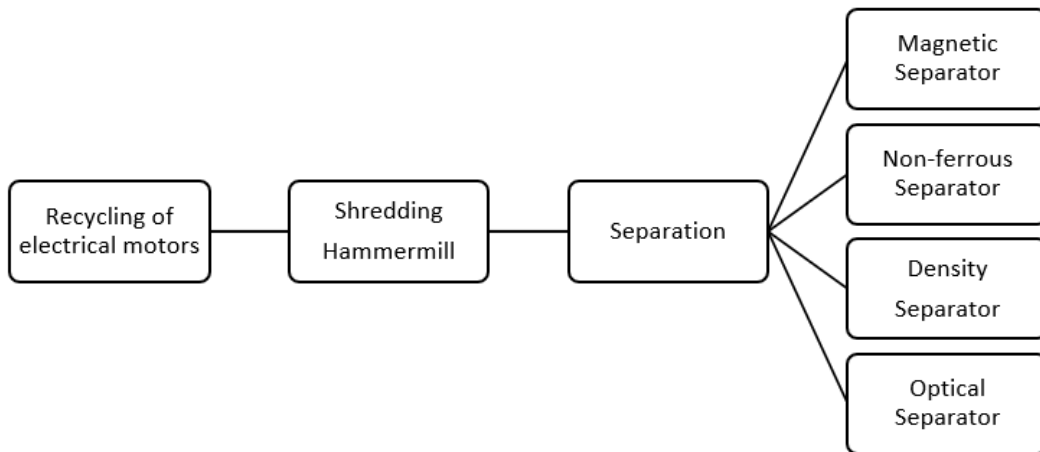 Recycling of
electrical motors
Shredding
Hammermill
Separation
Magnetic
Separator
Non-ferrous
Separator
Density
Separator
Optical
Separator